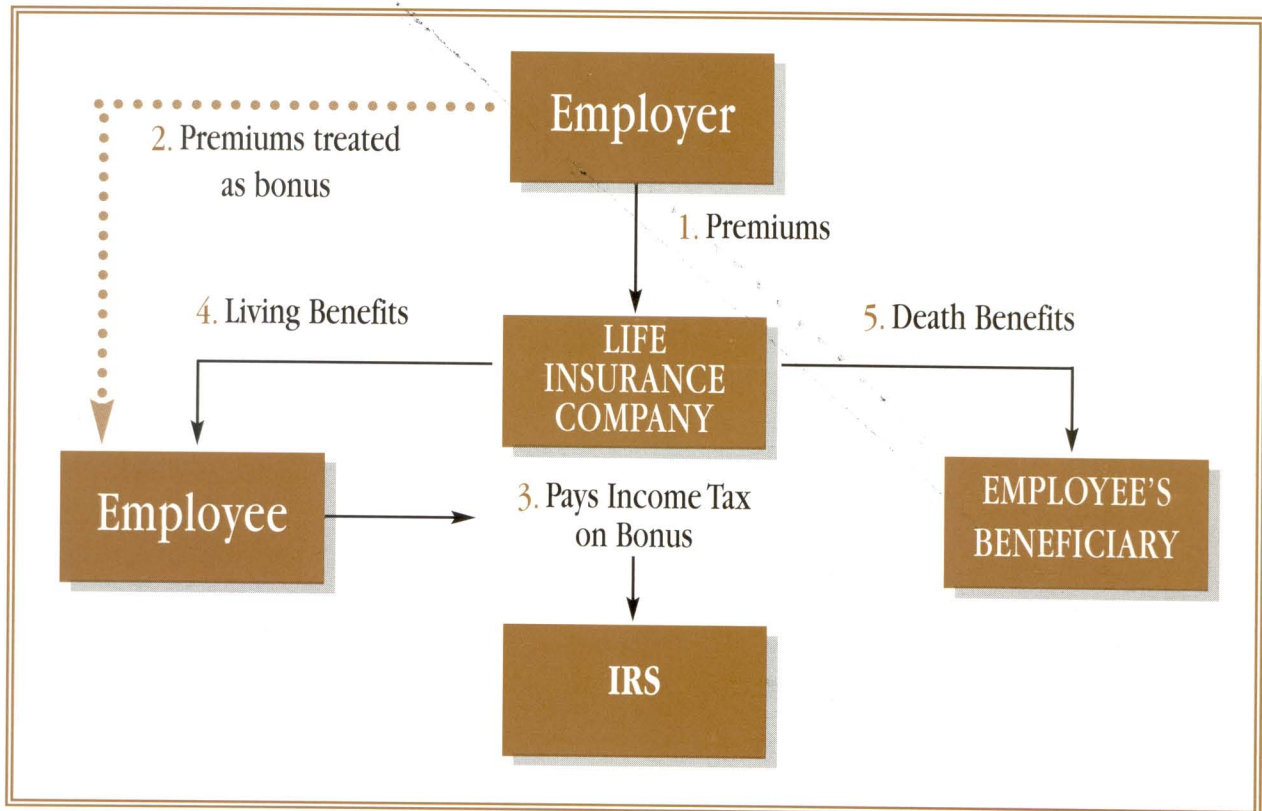 Employer
2. Premiums treated
as bonus
1. Premiums
4. Living Benefits
LIFE
INSURANCE
COMPANY
5. Death Benefits
Employee
3. Pays Income Tax
on Bonus
EMPLOYEE'S
BENEFICIARY
IRS